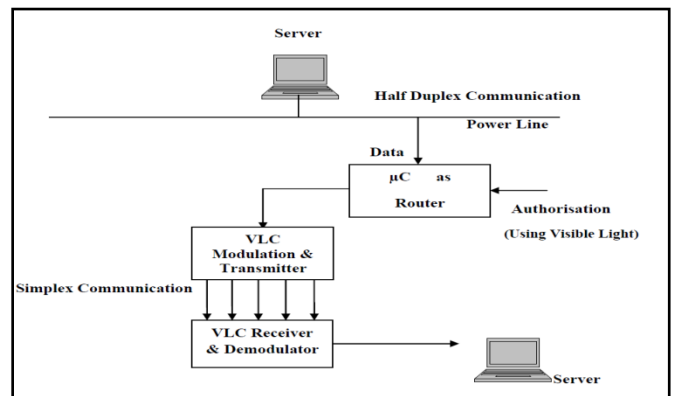 Server
Half Duplex Communication
Power Line
Data
µC as
Router
Authorisation
(Using Visible Light)
VLC
Modulation &
Transmitter
Simplex Communication
VLC Receiver
& Demodulator
Server